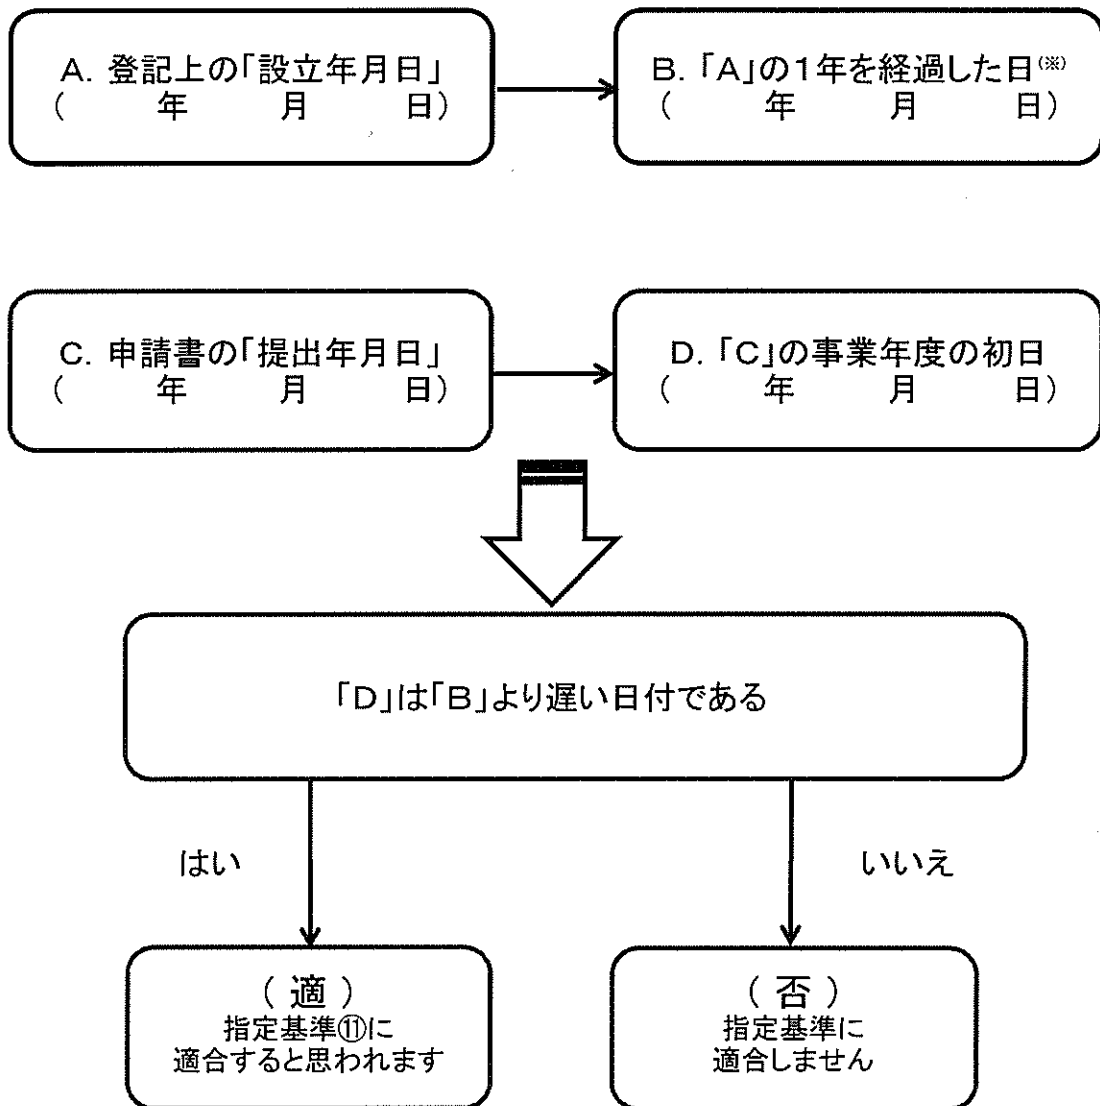 A. 登記上の「設立年月日」
(　　　年　　　月　　　日)
B. 「A」の1年を経過した日(※)
(　　　年　　　月　　　日)
C. 申請書の「提出年月日」
(　　　年　　　月　　　日)
D. 「C」の事業年度の初日
(　　　年　　　月　　　日)
「D」は「B」より遅い日付である
はい
いいえ
( 適 )
指定基準⑪に
適合すると思われます
( 否 )
指定基準に
適合しません